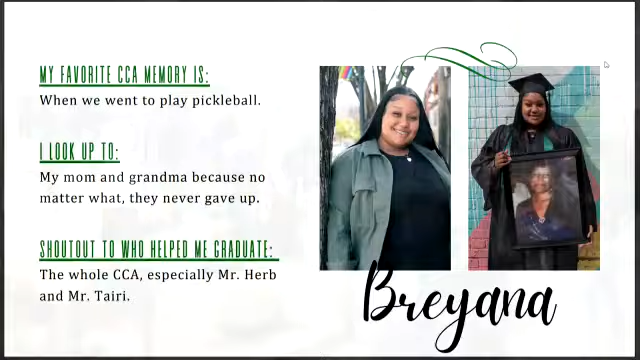 MY FAVORITE CCA MEMORY IS:
When we went to play pickleball.
I LOOK UP TO:
My mom and grandma because no
matter what, they never gave up.
SHOUTOUT TO WHO HELPED ME GRADUATE:
The whole CCA, especially Mr. Herb
and Mr. Tairi.
Breyana